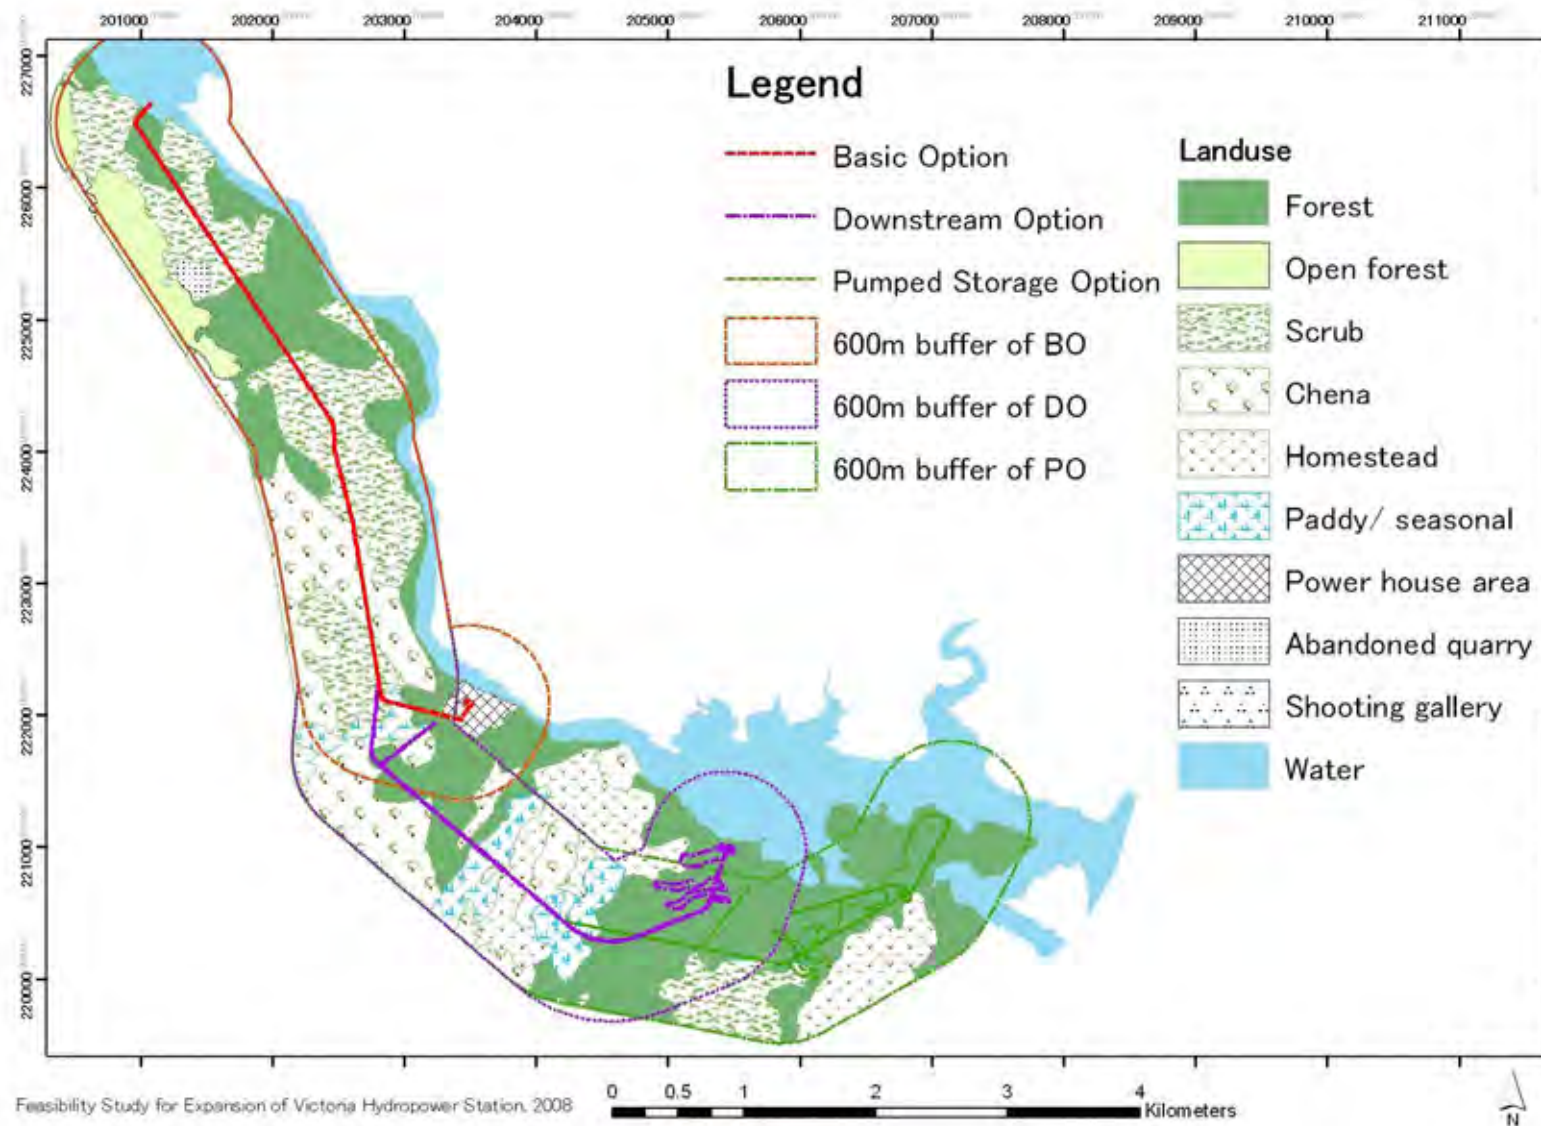 201000 202000 203000 204000 205000 206000 207000 208000 209000 210000 211000
227000
226000
225000
224000
223000
222000
221000
220000
Legend
Basic Option
Downstream Option
Pumped Storage Option
600m buffer of BO
600m buffer of DO
600m buffer of PO
Landuse
Forest
Open forest
Scrub
Chena
Homestead
Paddy/ seasonal
Power house area
Abandoned quarry
Shooting gallery
Water
Feasibility Study for Expansion of Victoria Hydropower Station, 2008
0 0.5 1 2 3 4
Kilometers
N